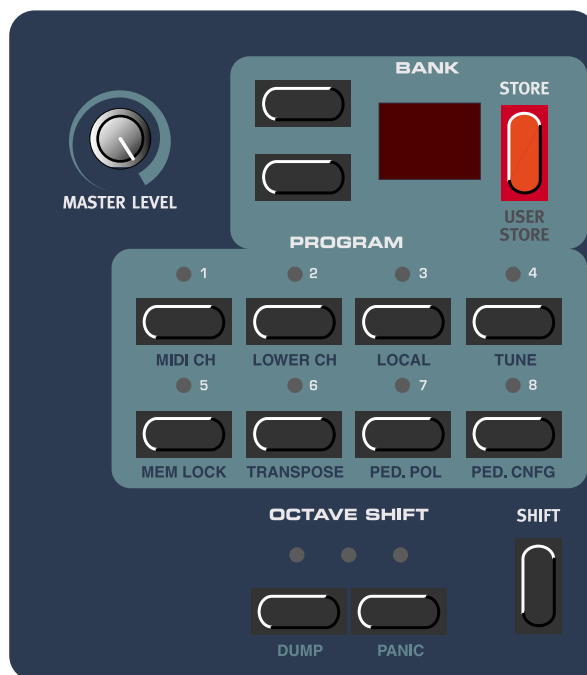 BANK
STORE
MASTER LEVEL
USER
STORE
PROGRAM
1 2 3 4
MIDI CH LOWER CH LOCAL TUNE
5 6 7 8
MEM LOCK TRANSPOSE PED. POL PED. CNFG
OCTAVE SHIFT SHIFT
DUMP PANIC